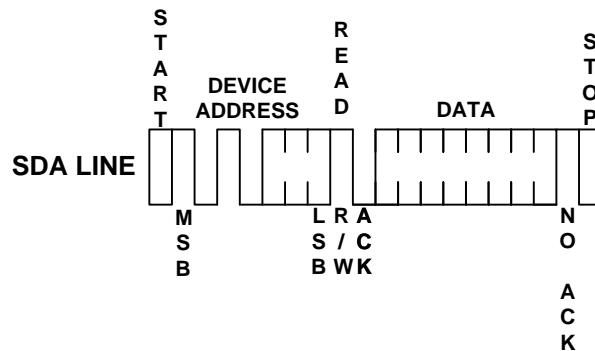 START
DEVICE
ADDRESS
READ
DATA
STOP
SDA LINE
MSB
LSB
R/W
ACK
NO ACK